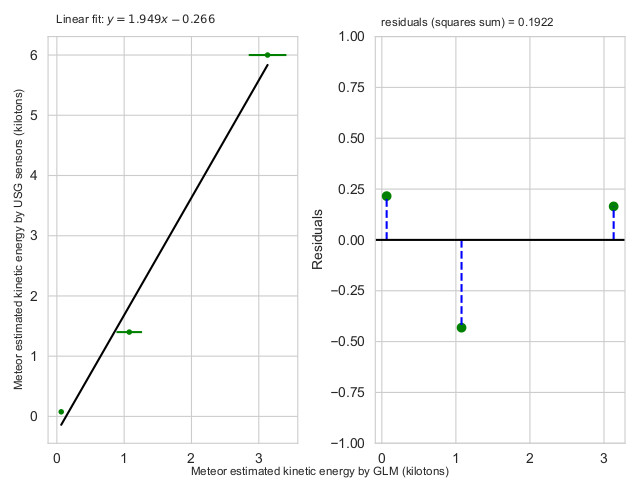 Linear fit: y = 1.949x − 0.266
residuals (squares sum) = 0.1922
Meteor estimated kinetic energy by USG sensors (kilotons)
6
5
4
3
2
1
0
0 1 2 3
Residuals
1.00
0.75
0.50
0.25
0.00
−0.25
−0.50
−0.75
−1.00
0 1 2 3
Meteor estimated kinetic energy by GLM (kilotons)